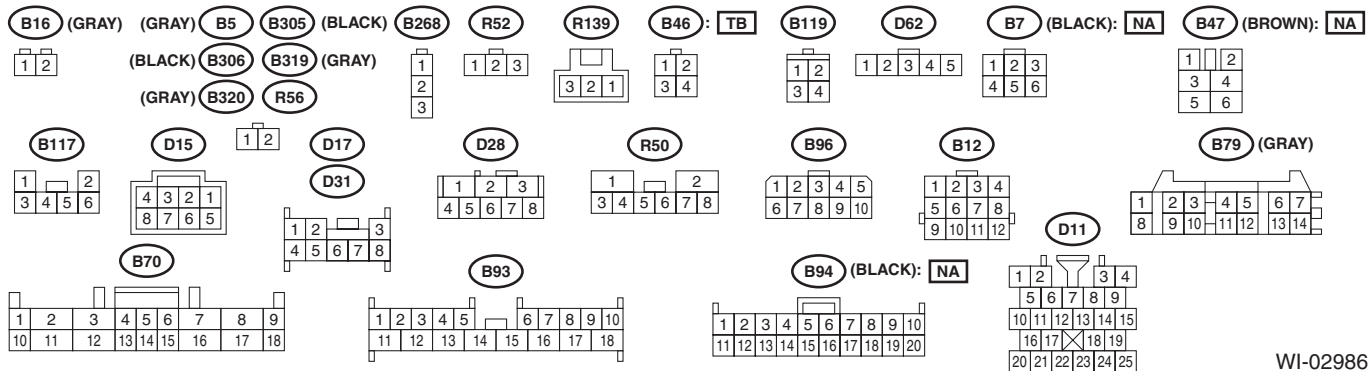 B16 (GRAY) (GRAY) B5 B305 (BLACK) B268 R52 R139 B46 : TB B119 D62 B7 (BLACK): NA B47 (BROWN): NA
(BLACK) B306 B319 (GRAY)
(GRAY) B320 R56
1 2
1 2
1
2
3
1 2 3
3 2 1
1 2
3 4
1 2
3 4
1 2 3 4 5
1 2 3
4 5 6
1 2
3 4
5 6
B117 D15 D17 D28 R50 B96 B12 B79 (GRAY)
D31
1 2
3 4 5 6
4 3 2 1
8 7 6 5
1 2 3
4 5 6 7 8
1 2 3
4 5 6 7 8
1 2
3 4 5 6 7 8
1 2 3 4 5
6 7 8 9 10
1 2 3 4
5 6 7 8
9 10 11 12
1 2 3 4 5 6 7
8 9 10 11 12 13 14
B70 B93 B94 (BLACK): NA D11
1 2 3 4 5 6 7 8 9
10 11 12 13 14 15 16 17 18
1 2 3 4 5 6 7 8 9 10
11 12 13 14 15 16 17 18
1 2 3 4 5 6 7 8 9 10
11 12 13 14 15 16 17 18 19 20
1 2 3 4
5 6 7 8 9
10 11 12 13 14 15
16 17 18 19
20 21 22 23 24 25
WI-02986